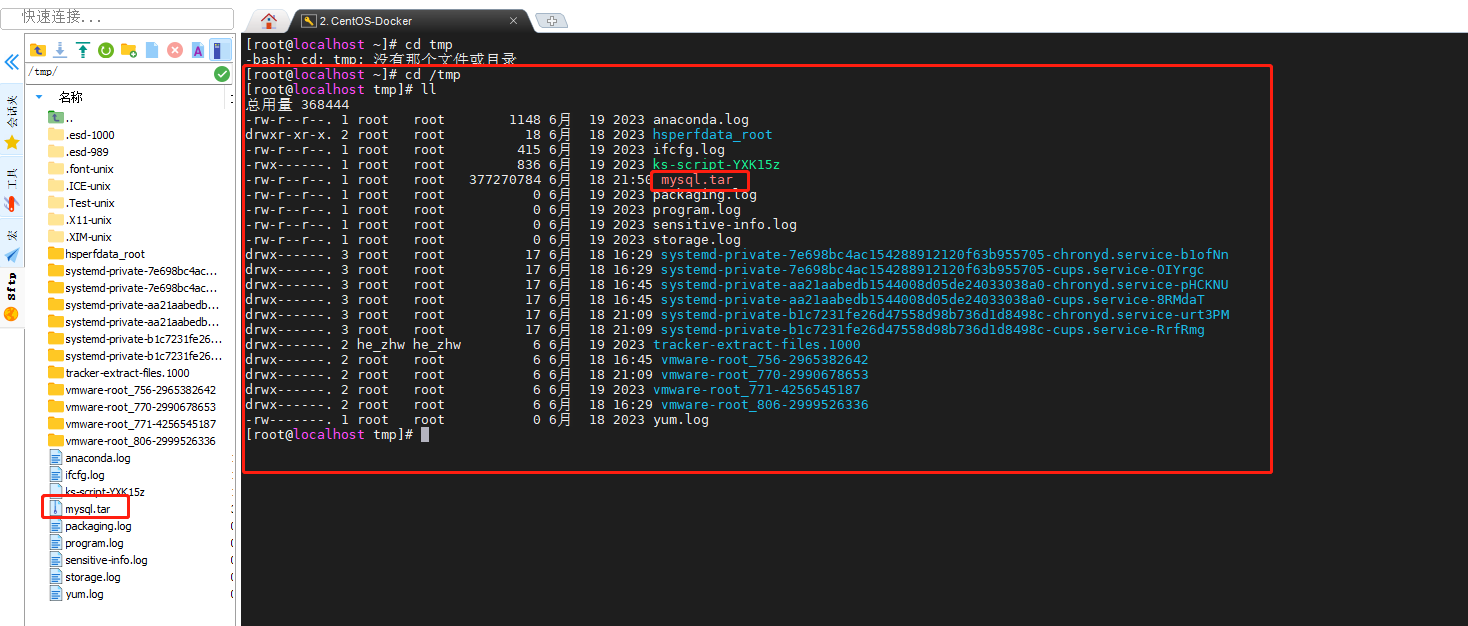 快速连接...
2. CentOS-Docker
/tmp/
名称
会话夹
工具
宏
Sftp
..
.esd-1000
.esd-989
.font-unix
.ICE-unix
.Test-unix
.X11-unix
.XIM-unix
hsperfdata_root
systemd-private-7e698bc4ac...
systemd-private-7e698bc4ac...
systemd-private-aa21aabedb...
systemd-private-aa21aabedb...
systemd-private-b1c7231fe26...
systemd-private-b1c7231fe26...
tracker-extract-files.1000
vmware-root_756-2965382642
vmware-root_770-2990678653
vmware-root_771-4256545187
vmware-root_806-2999526336
anaconda.log
ifcfg.log
ks-script-YXK15z
mysql.tar
packaging.log
program.log
sensitive-info.log
storage.log
yum.log
[root@localhost ~]# cd tmp
-bash: cd: tmp: 没有那个文件或目录
[root@localhost ~]# cd /tmp
[root@localhost tmp]# ll
总用量 368444
-rw-r--r--. 1 root   root        1148 6月  19 2023 anaconda.log
drwxr-xr-x. 2 root   root          18 6月  18 2023 hsperfdata_root
-rw-r--r--. 1 root   root         415 6月  19 2023 ifcfg.log
-rwx------. 1 root   root         836 6月  19 2023 ks-script-YXK15z
-rw-r--r--. 1 root   root   377270784 6月  18 21:50 mysql.tar
-rw-r--r--. 1 root   root           0 6月  19 2023 packaging.log
-rw-r--r--. 1 root   root           0 6月  19 2023 program.log
-rw-r--r--. 1 root   root           0 6月  19 2023 sensitive-info.log
-rw-r--r--. 1 root   root           0 6月  19 2023 storage.log
drwx------. 3 root   root          17 6月  18 16:29 systemd-private-7e698bc4ac154288912120f63b955705-chronyd.service-b1ofNn
drwx------. 3 root   root          17 6月  18 16:29 systemd-private-7e698bc4ac154288912120f63b955705-cups.service-OIYrgc
drwx------. 3 root   root          17 6月  18 16:45 systemd-private-aa21aabedb1544008d05de24033038a0-chronyd.service-pHCKNU
drwx------. 3 root   root          17 6月  18 16:45 systemd-private-aa21aabedb1544008d05de24033038a0-cups.service-8RMdaT
drwx------. 3 root   root          17 6月  18 21:09 systemd-private-b1c7231fe26d47558d98b736d1d8498c-chronyd.service-urt3PM
drwx------. 3 root   root          17 6月  18 21:09 systemd-private-b1c7231fe26d47558d98b736d1d8498c-cups.service-RrfRmg
drwx------. 2 he_zhw he_zhw         6 6月  19 2023 tracker-extract-files.1000
drwx------. 2 root   root           6 6月  18 16:45 vmware-root_756-2965382642
drwx------. 2 root   root           6 6月  18 21:09 vmware-root_770-2990678653
drwx------. 2 root   root           6 6月  19 2023 vmware-root_771-4256545187
drwx------. 2 root   root           6 6月  18 16:29 vmware-root_806-2999526336
-rw-------. 1 root   root           0 6月  18 2023 yum.log
[root@localhost tmp]#